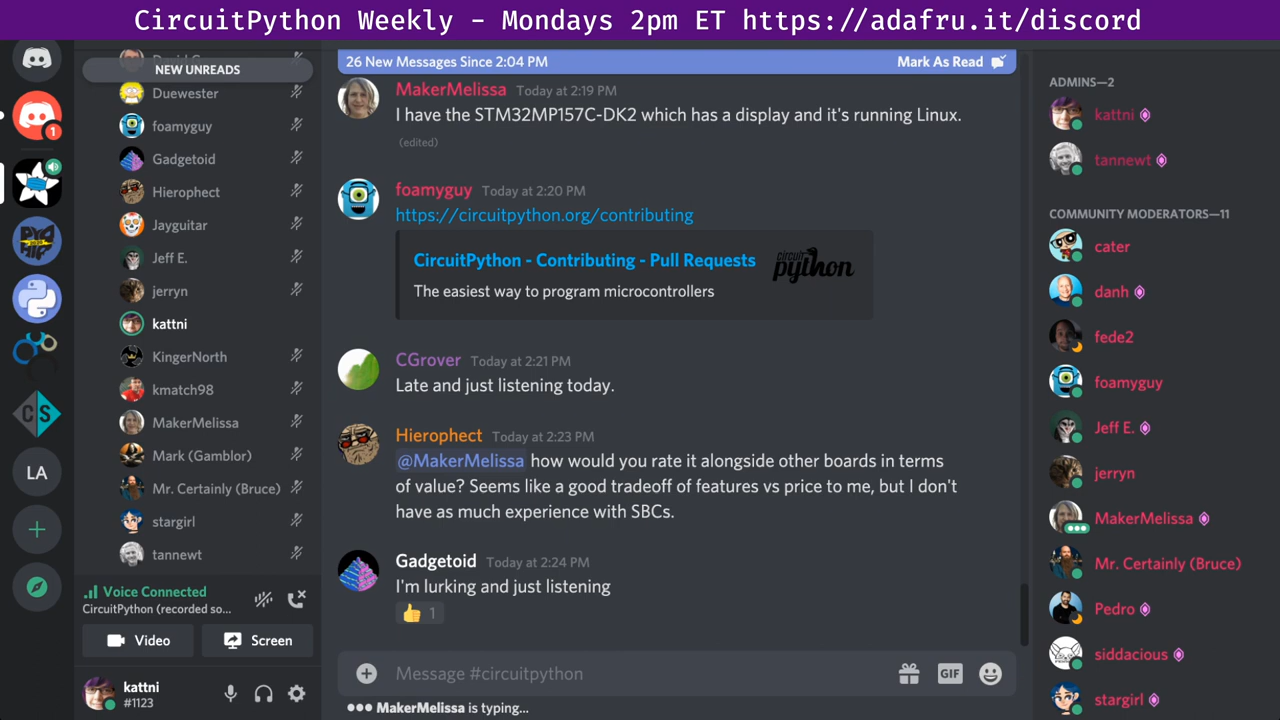 CircuitPython Weekly - Mondays 2pm ET https://adafru.it/discord
NEW UNREADS
Duewester
foamyguy
Gadgetoid
Hierophect
Jayguitar
Jeff E.
jerryn
kattni
KingerNorth
kmatch98
MakerMelissa
Mark (Gamblor)
Mr. Certainly (Bruce)
stargirl
tannewt
Voice Connected
CircuitPython (recorded so...
Video
Screen
kattni
#1123
1
CS
LA
26 New Messages Since 2:04 PM
Mark As Read
MakerMelissa Today at 2:19 PM
I have the STM32MP157C-DK2 which has a display and it's running Linux.
(edited)
foamyguy Today at 2:20 PM
https://circuitpython.org/contributing
CircuitPython - Contributing - Pull Requests
circuit
python
The easiest way to program microcontrollers
CGrover Today at 2:21 PM
Late and just listening today.
Hierophect Today at 2:23 PM
@MakerMelissa how would you rate it alongside other boards in terms
of value? Seems like a good tradeoff of features vs price to me, but I don't
have as much experience with SBCs.
Gadgetoid Today at 2:24 PM
I'm lurking and just listening
1
Message #circuitpython
GIF
MakerMelissa is typing...
ADMINS—2
kattni
tannewt
COMMUNITY MODERATORS—11
cater
danh
fede2
foamyguy
Jeff E.
jerryn
MakerMelissa
Mr. Certainly (Bruce)
Pedro
siddacious
stargirl